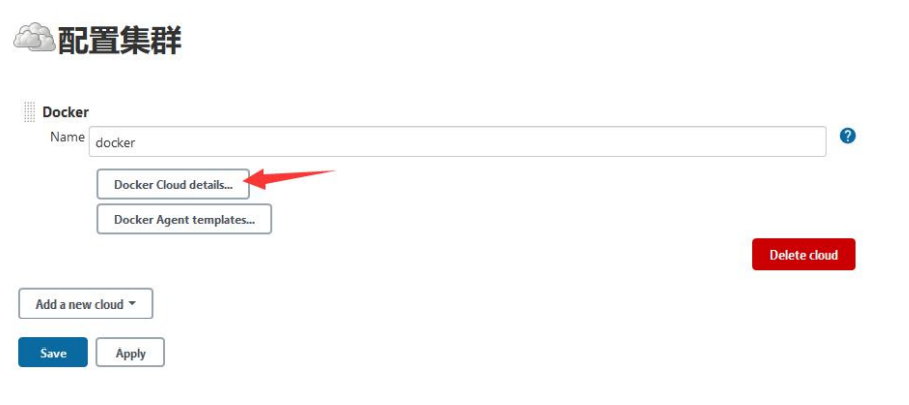 配置集群
Docker
Name docker ?
Docker Cloud details...
Docker Agent templates...
Delete cloud
Add a new cloud
Save Apply